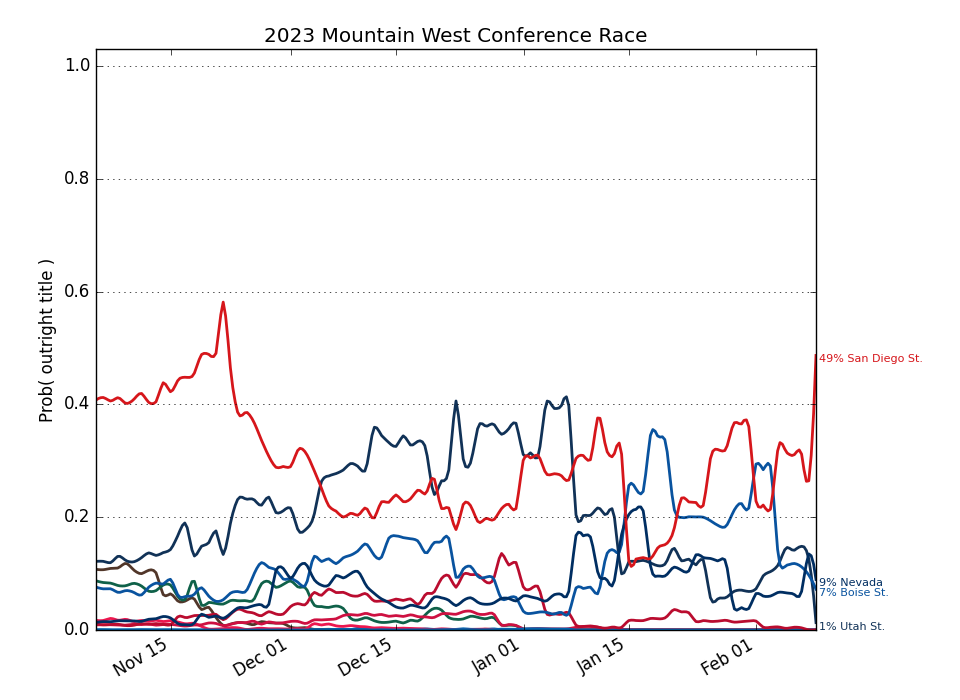 2023 Mountain West Conference Race
1.0
0.8
0.6
0.4
0.2
0.0
Prob( outright title )
49% San Diego St.
9% Nevada
7% Boise St.
1% Utah St.
Nov 15
Dec 01
Dec 15
Jan 01
Jan 15
Feb 01